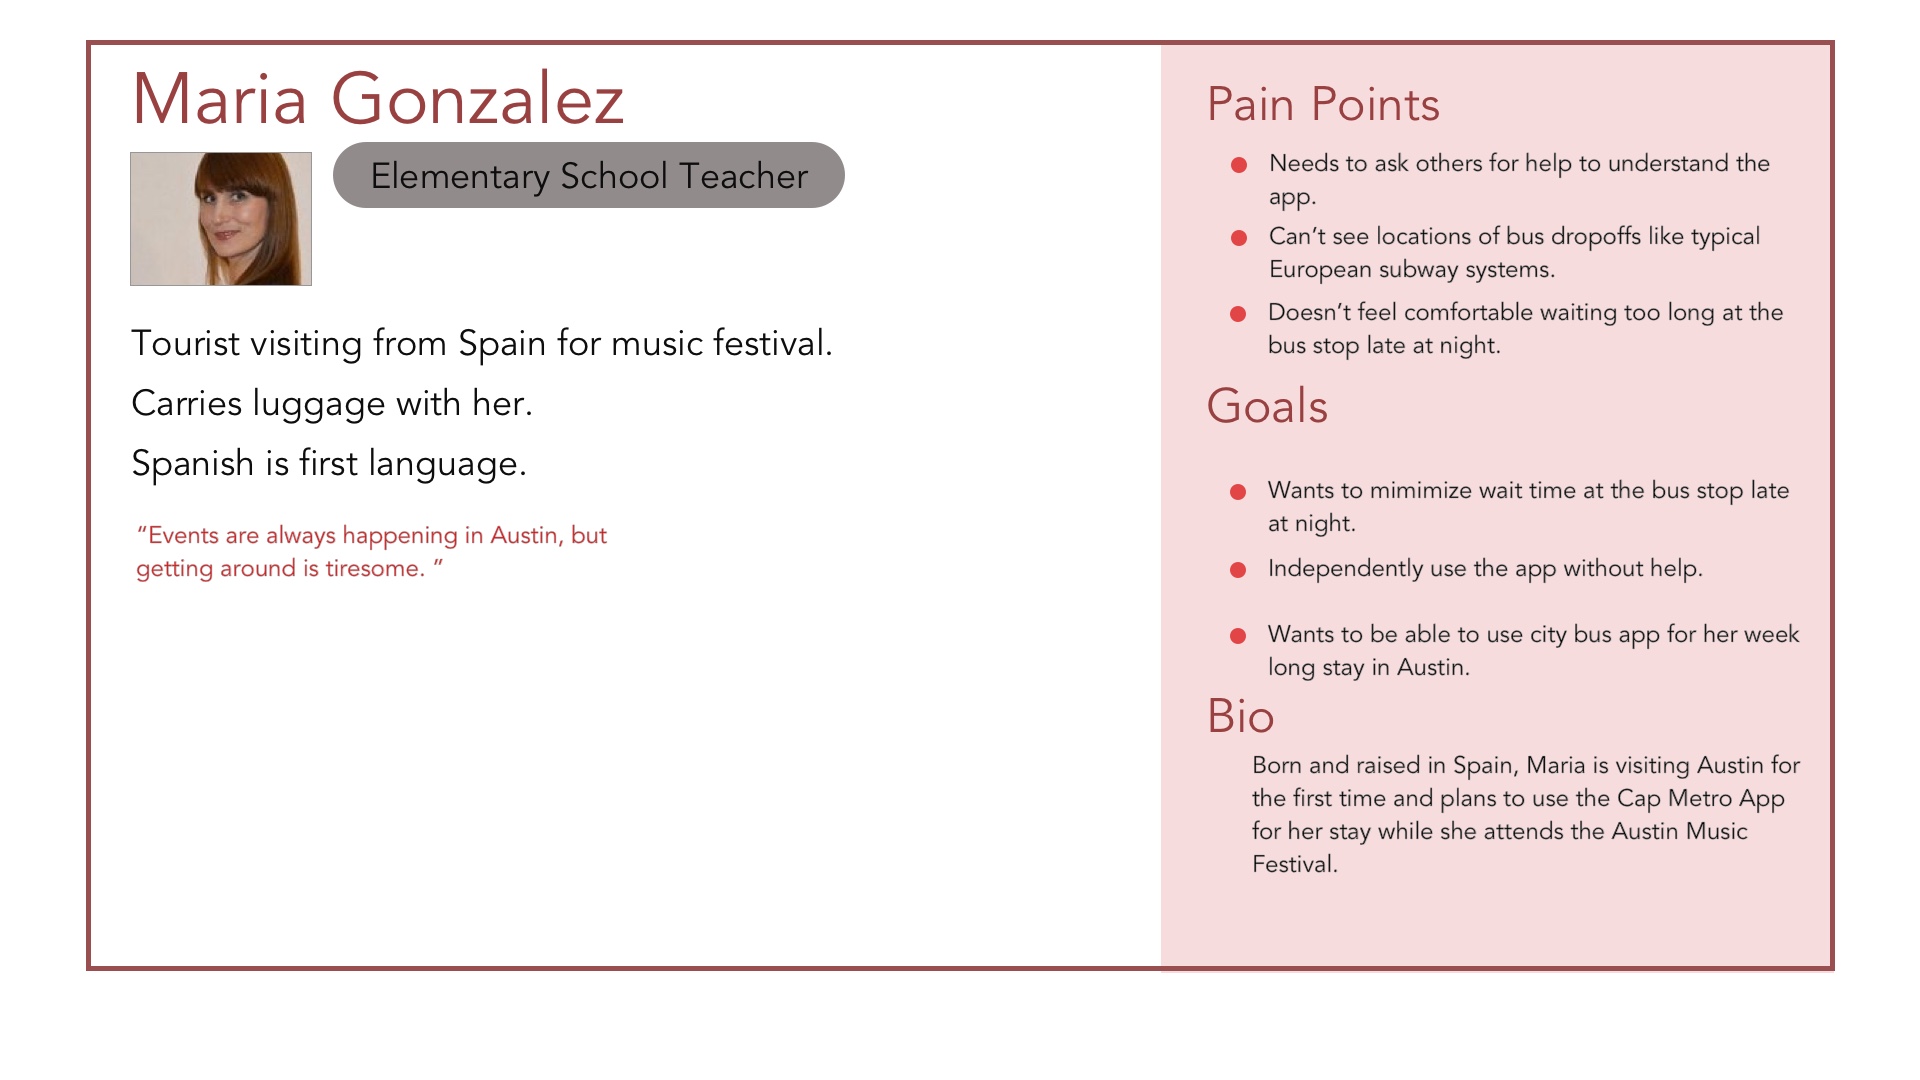 Maria Gonzalez
Elementary School Teacher
Tourist visiting from Spain for music festival.
Carries luggage with her.
Spanish is first language.
“Events are always happening in Austin, but
getting around is tiresome. ”
Pain Points
Needs to ask others for help to understand the
app.
Can’t see locations of bus dropoffs like typical
European subway systems.
Doesn’t feel comfortable waiting too long at the
bus stop late at night.
Goals
Wants to mimimize wait time at the bus stop late
at night.
Independently use the app without help.
Wants to be able to use city bus app for her week
long stay in Austin.
Bio
Born and raised in Spain, Maria is visiting Austin for
the first time and plans to use the Cap Metro App
for her stay while she attends the Austin Music
Festival.